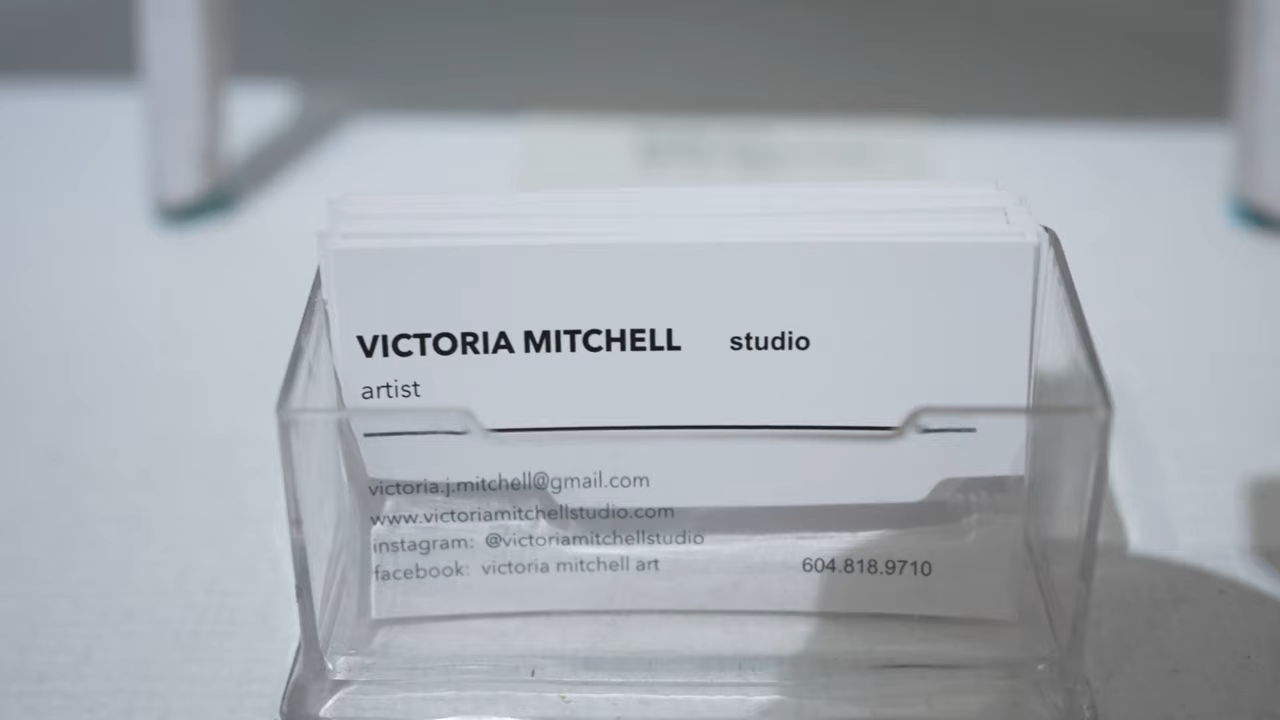 VICTORIA MITCHELL studio
artist
victoria.j.mitchell@gmail.com
www.victoriamitchellstudio.com
instagram: @victoriamitchellstudio
facebook: victoria mitchell art 604.818.9710